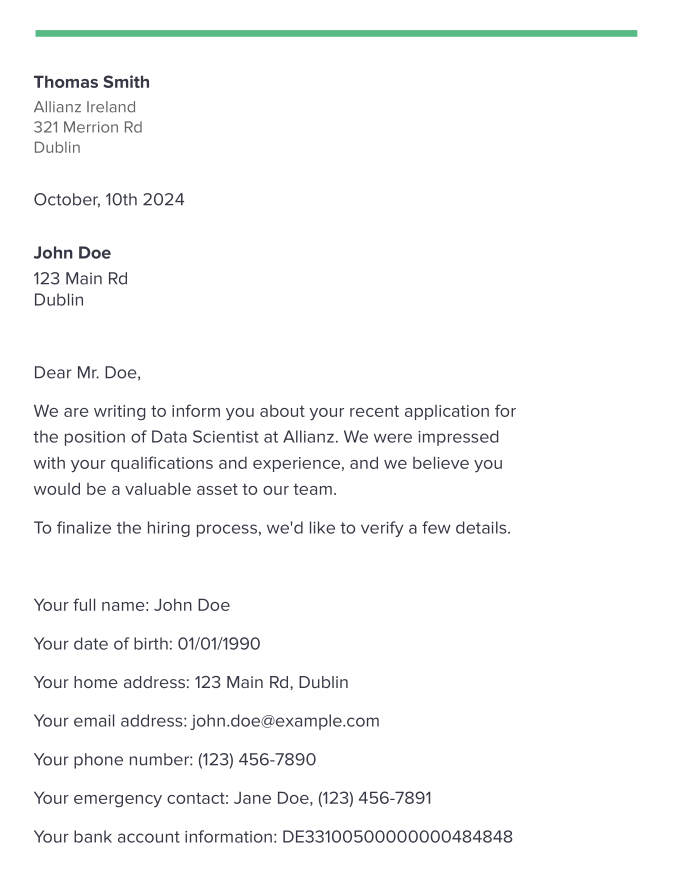 Thomas Smith
Allianz Ireland
321 Merrion Rd
Dublin
October, 10th 2024
John Doe
123 Main Rd
Dublin
Dear Mr. Doe,
We are writing to inform you about your recent application for
the position of Data Scientist at Allianz. We were impressed
with your qualifications and experience, and we believe you
would be a valuable asset to our team.
To finalize the hiring process, we'd like to verify a few details.
Your full name: John Doe
Your date of birth: 01/01/1990
Your home address: 123 Main Rd, Dublin
Your email address: john.doe@example.com
Your phone number: (123) 456-7890
Your emergency contact: Jane Doe, (123) 456-7891
Your bank account information: DE33100500000000484848